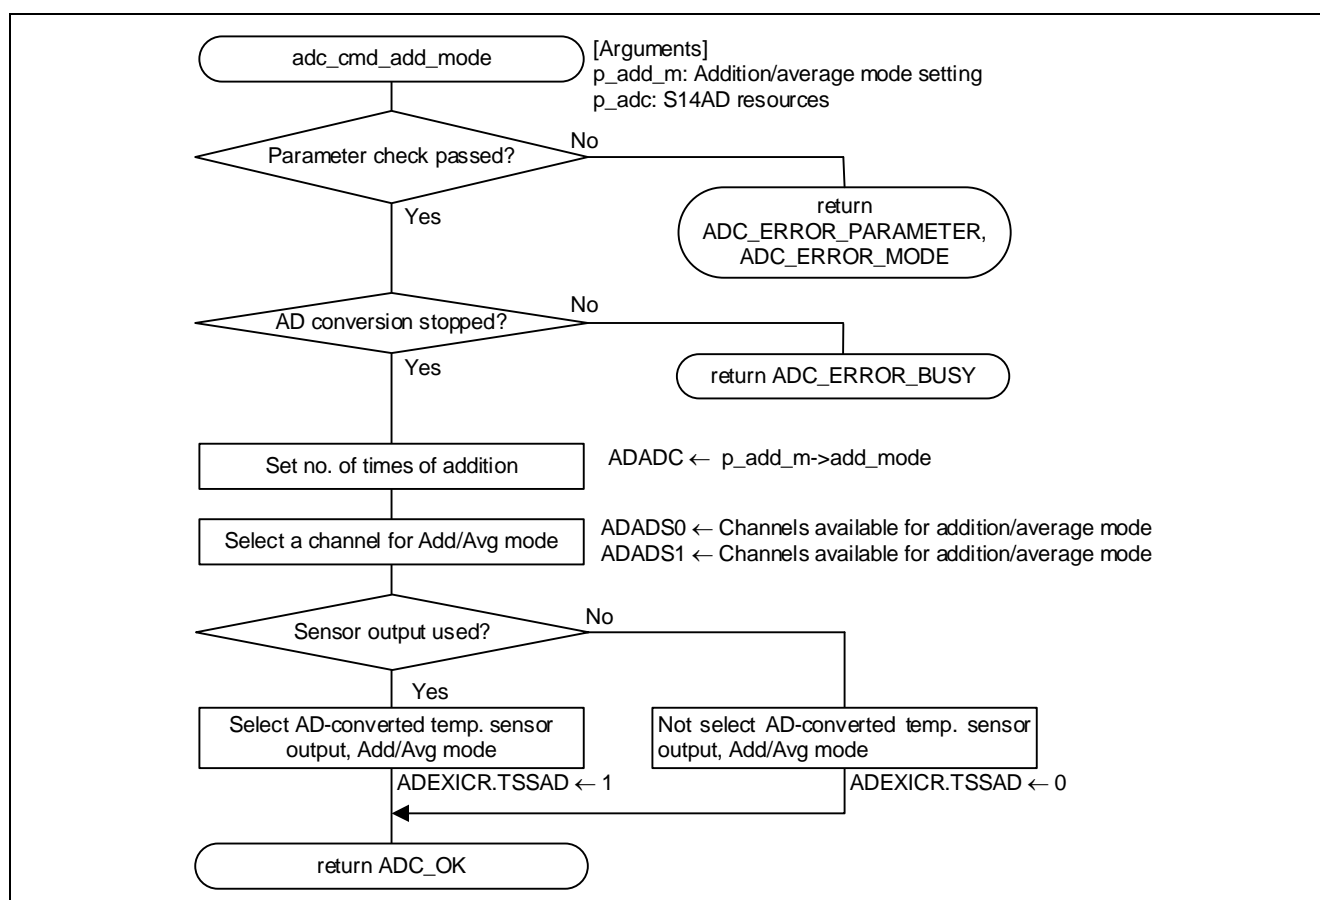 adc_cmd_add_mode
[Arguments]
p_add_m: Addition/average mode setting
p_adc: S14AD resources
Parameter check passed?
No
Yes
return
ADC_ERROR_PARAMETER,
ADC_ERROR_MODE
AD conversion stopped?
No
Yes
return ADC_ERROR_BUSY
Set no. of times of addition
ADADC ← p_add_m->add_mode
Select a channel for Add/Avg mode
ADADS0 ← Channels available for addition/average mode
ADADS1 ← Channels available for addition/average mode
Sensor output used?
No
Yes
Select AD-converted temp. sensor
output, Add/Avg mode
Not select AD-converted temp. sensor
output, Add/Avg mode
ADEXICR.TSSAD ← 1
ADEXICR.TSSAD ← 0
return ADC_OK